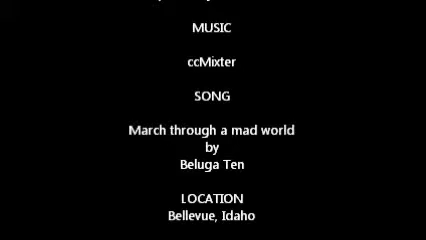 MUSIC
ccMixter
SONG
March through a mad world
by
Beluga Ten
LOCATION
Bellevue, Idaho